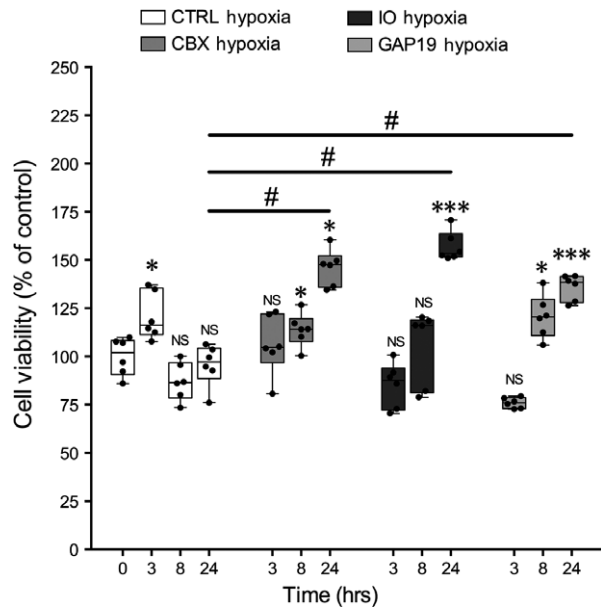 CTRL hypoxia IO hypoxia
CBX hypoxia GAP19 hypoxia
250
225
#
200
#
175
***
#
*
***
150
*
*
NS
*
125
NS
NS
NS
NS
NS
NS
100
75
50
25
0
0 3 8 24 3 8 24 3 8 24 3 8 24
Cell viability (% of control)
Time (hrs)